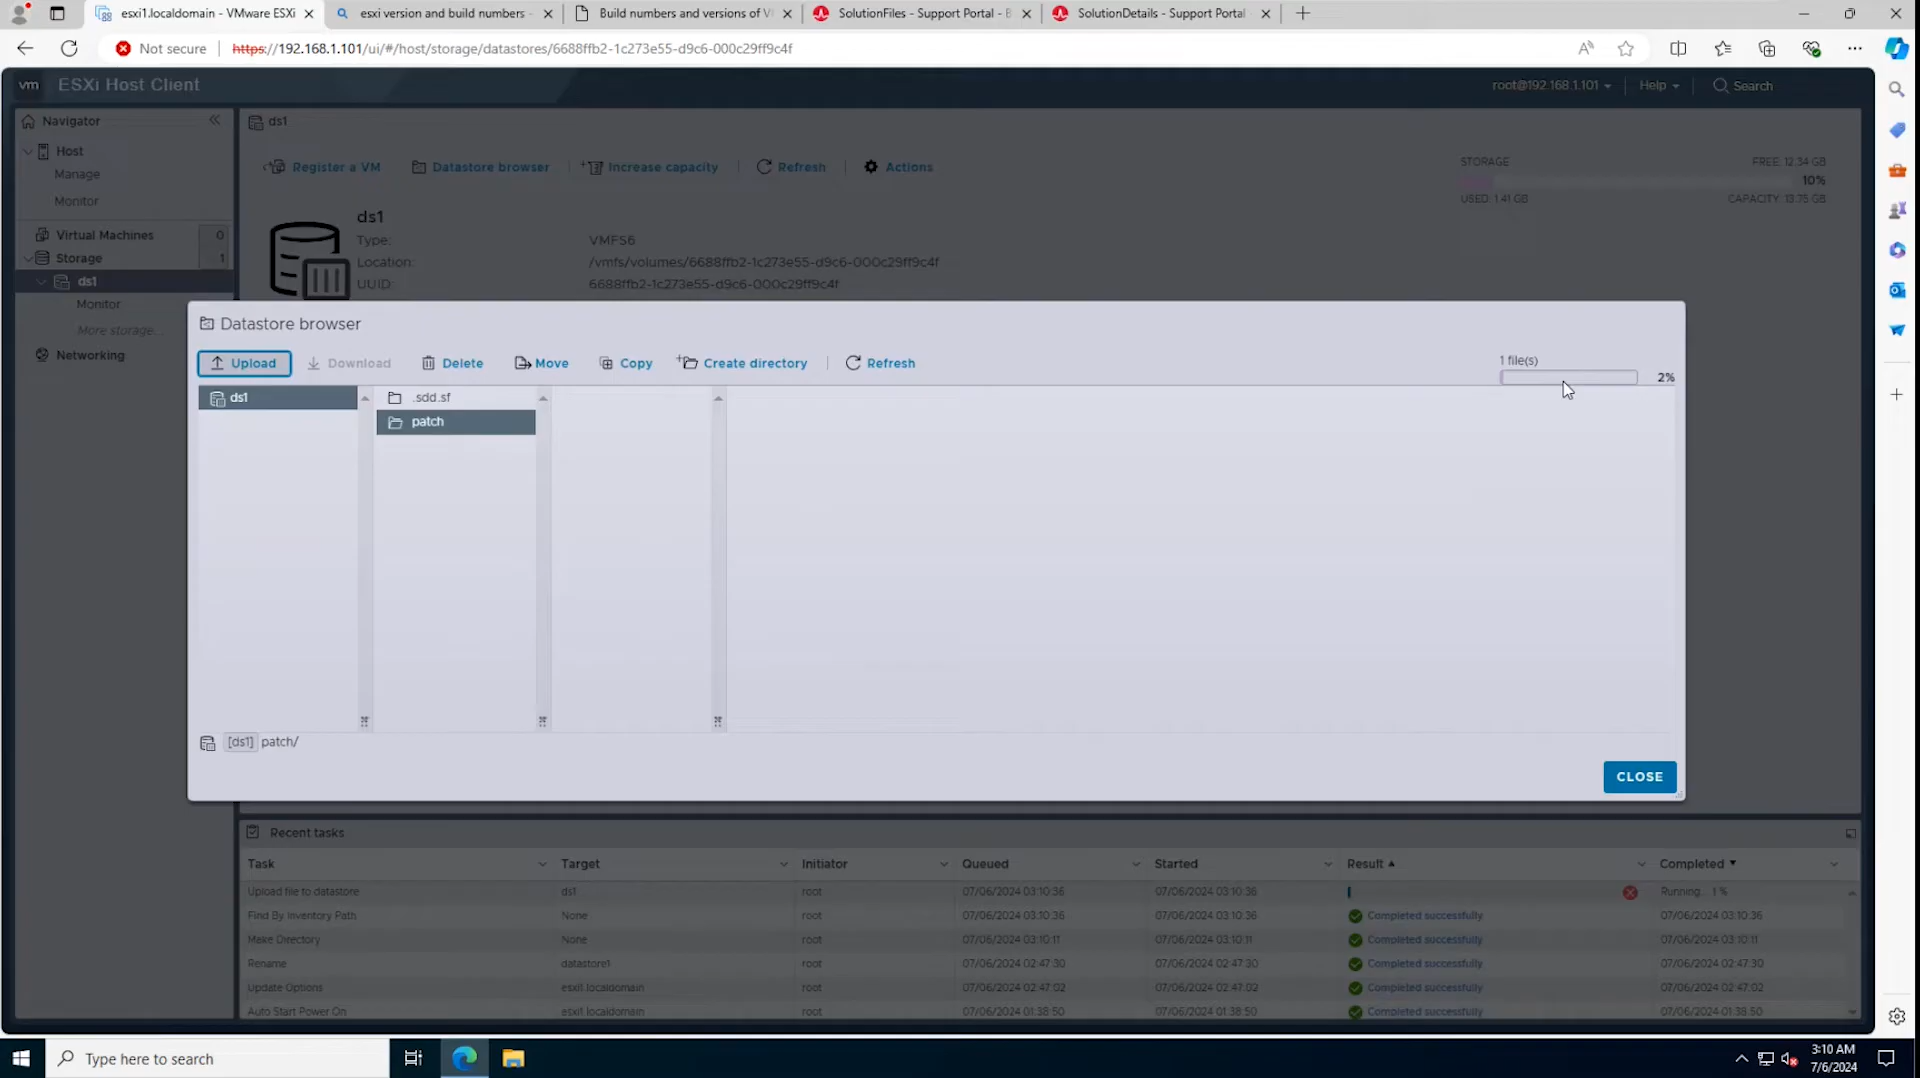 esxi1.localdomain - VMware ESXi
esxi version and build numbers -
Build numbers and versions of V
SolutionFiles - Support Portal - B
SolutionDetails - Support Portal
Not secure
https://192.168.1.101/ui/#/host/storage/datastores/6688ffb2-1c273e55-d9c6-000c29ff9c4f
vm ESXi Host Client
root@192.168.1.101
Help
Search
Navigator
Host
Manage
Monitor
Virtual Machines 0
Storage 1
ds1
Monitor
More storage...
Networking
ds1
Register a VM
Datastore browser
Increase capacity
Refresh
Actions
STORAGE FREE: 12.34 GB
10%
USED: 1.41 GB CAPACITY: 13.75 GB
ds1
Type: VMFS6
Location: /vmfs/volumes/6688ffb2-1c273e55-d9c6-000c29ff9c4f
UUID: 6688ffb2-1c273e55-d9c6-000c29ff9c4f
Datastore browser
Upload Download Delete Move Copy Create directory Refresh
1 file(s)
2%
ds1
.sdd.sf
patch
[ds1] patch/
CLOSE
Recent tasks
Task Target Initiator Queued Started Result Completed
Upload file to datastore ds1 root 07/06/2024 03:10:36 07/06/2024 03:10:36 Running... 1 %
Find By Inventory Path None root 07/06/2024 03:10:36 07/06/2024 03:10:36 Completed successfully 07/06/2024 03:10:36
Make Directory None root 07/06/2024 03:10:11 07/06/2024 03:10:11 Completed successfully 07/06/2024 03:10:11
Rename datastore1 root 07/06/2024 02:47:30 07/06/2024 02:47:30 Completed successfully 07/06/2024 02:47:30
Update Options esxi1.localdomain root 07/06/2024 02:47:02 07/06/2024 02:47:02 Completed successfully 07/06/2024 02:47:02
Auto Start Power On esxi1.localdomain root 07/06/2024 01:38:50 07/06/2024 01:38:50 Completed successfully 07/06/2024 01:38:50
Type here to search
3:10 AM
7/6/2024